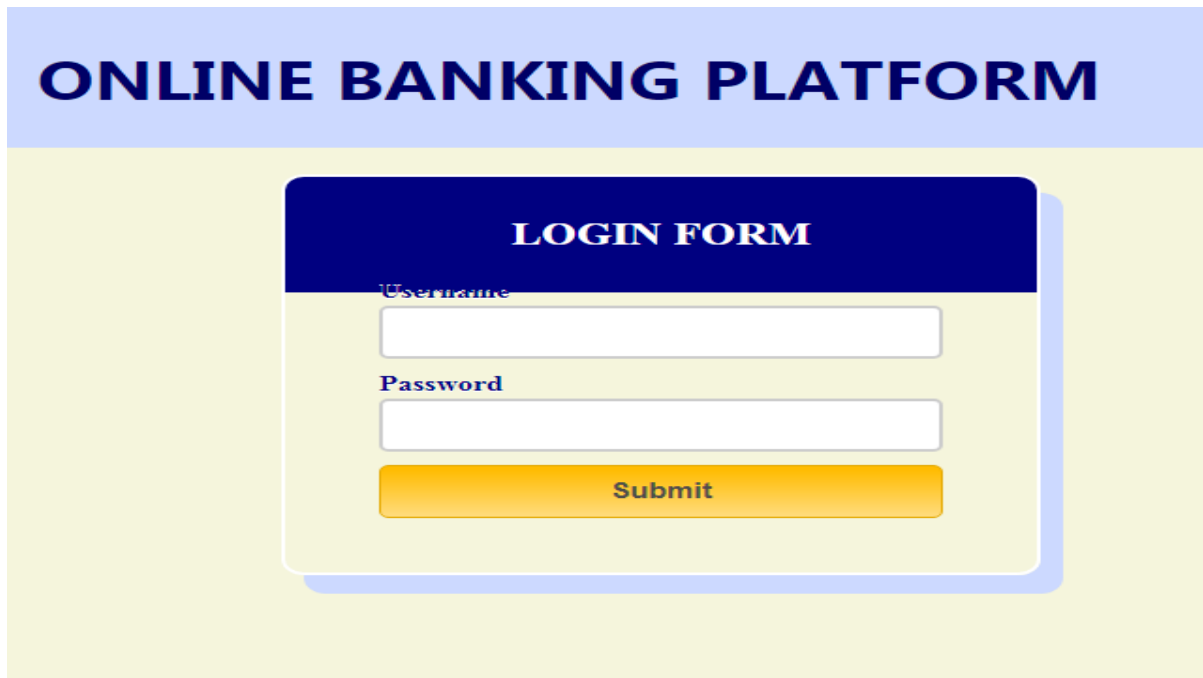 ONLINE BANKING PLATFORM
LOGIN FORM
Username
Password
Submit